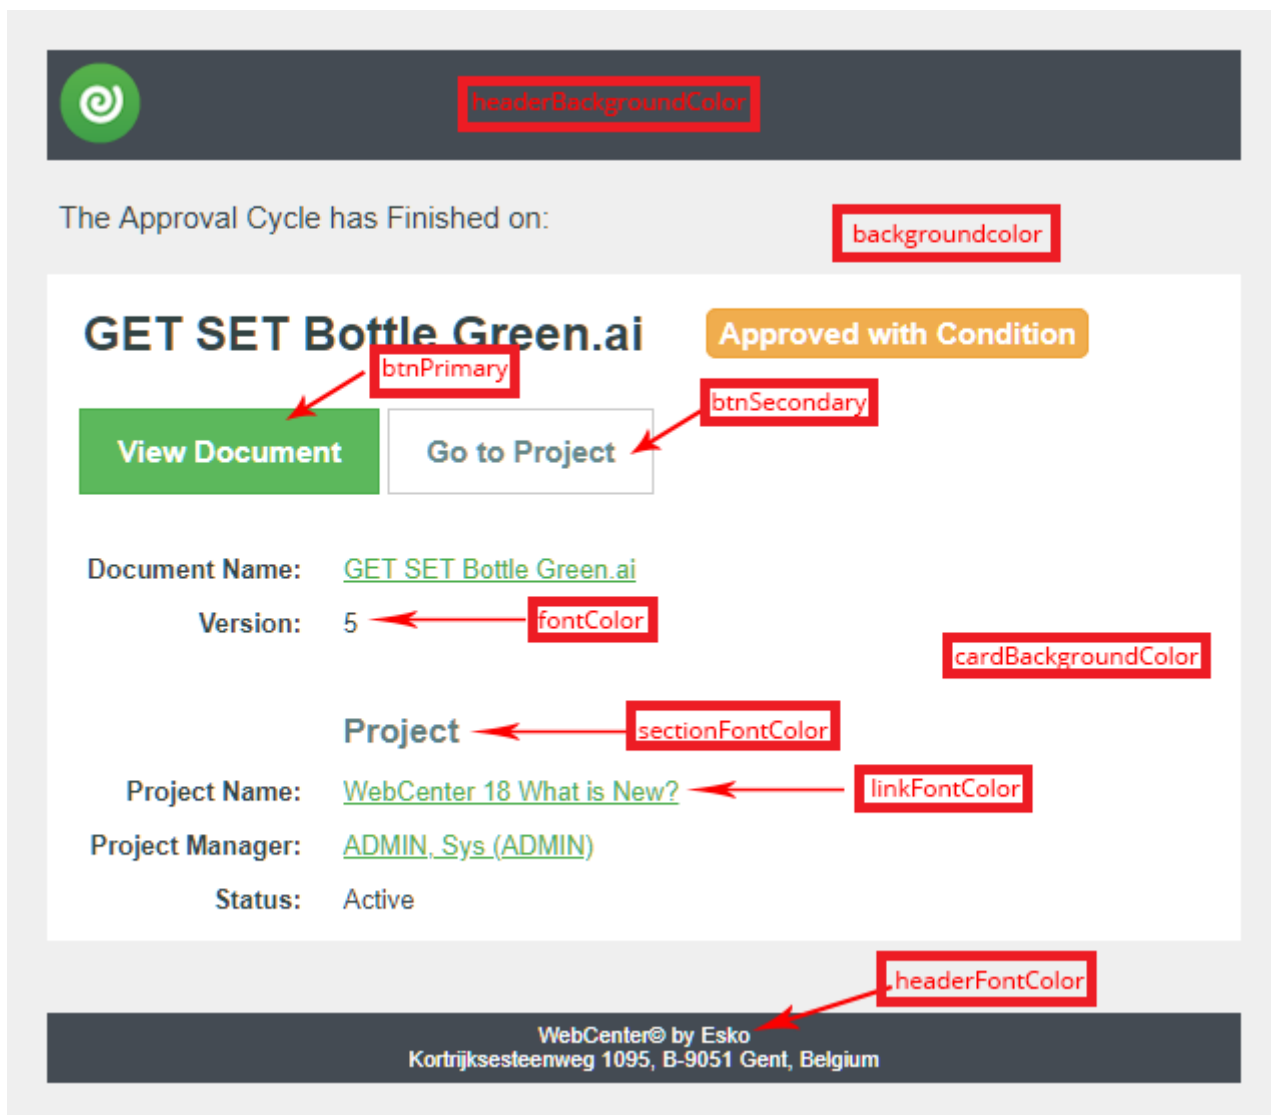 headerBackgroundColor
The Approval Cycle has Finished on:
backgroundcolor
GET SET Bottle Green.ai
Approved with Condition
btnPrimary
btnSecondary
View Document
Go to Project
Document Name: GET SET Bottle Green.ai
Version: 5
fontColor
cardBackgroundColor
Project
sectionFontColor
Project Name: WebCenter 18 What is New?
linkFontColor
Project Manager: ADMIN, Sys (ADMIN)
Status: Active
headerFontColor
WebCenter© by Esko
Kortrijksesteenweg 1095, B-9051 Gent, Belgium